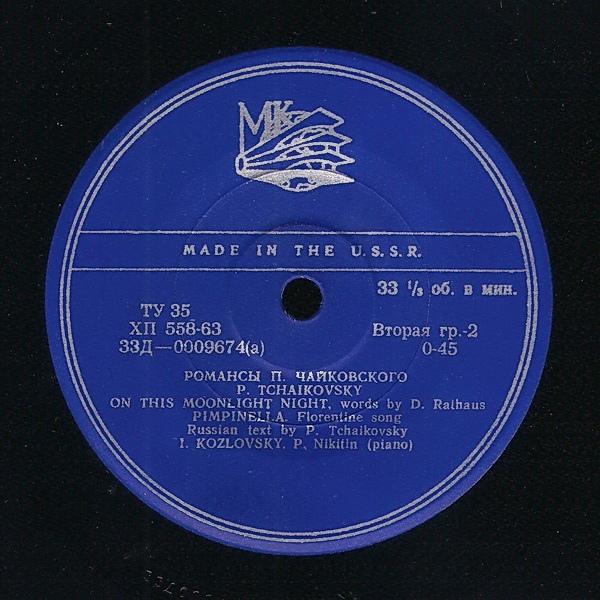 МК
MADE IN THE U.S.S.R.
33 1/3 об. в мин.
ТУ 35
ХП 558-63
33Д—0009674(а)
Вторая гр.-2
0-45
РОМАНСЫ П. ЧАЙКОВСКОГО
P. TCHAIKOVSKY
ON THIS MOONLIGHT NIGHT, words by D. Rathaus
PIMPINELLA. Florentine song
Russian text by P. Tchaikovsky
I. KOZLOVSKY. P. Nikitin (piano)